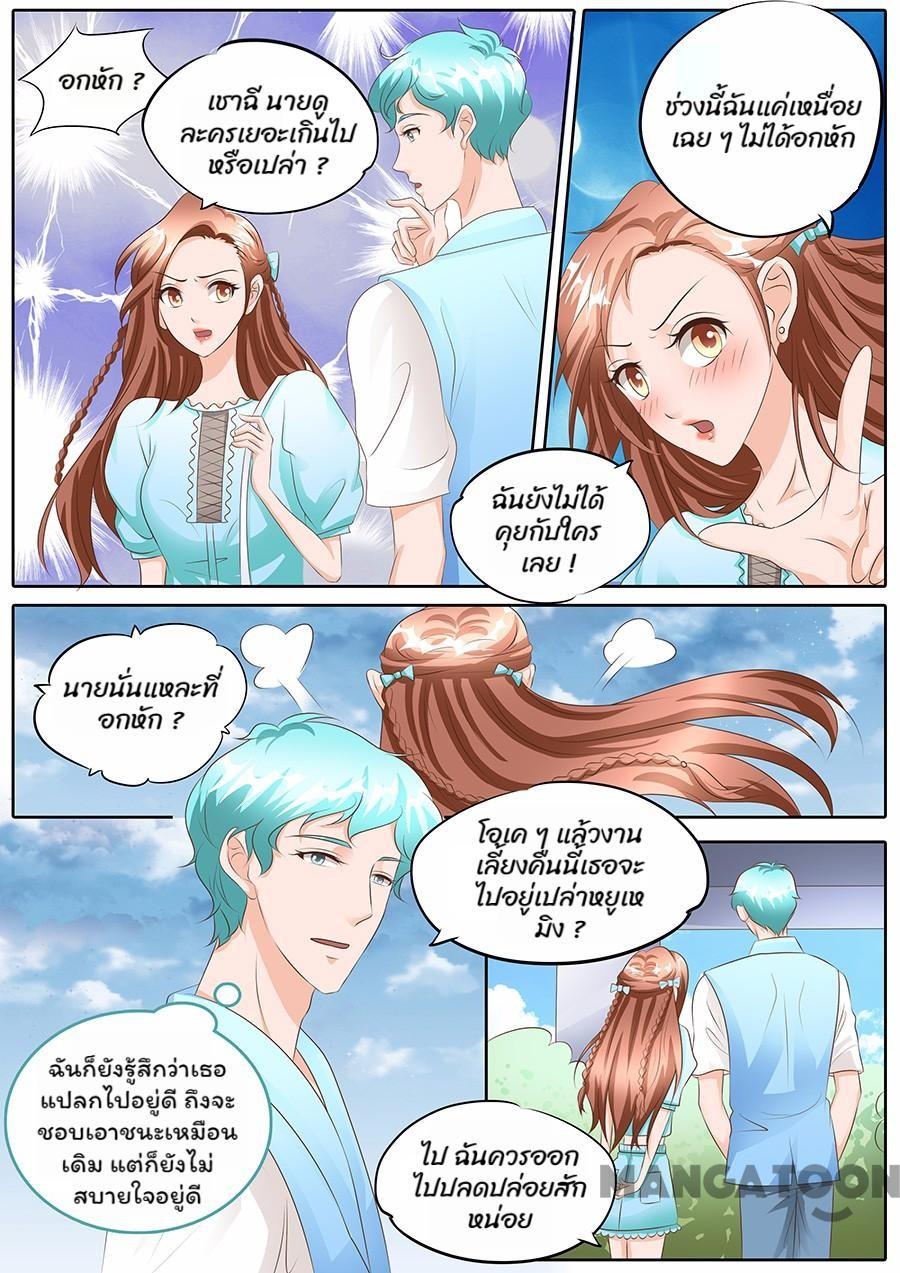 อกหัก ?
เชาฉี นายดู
ละครเยอะเกินไป
หรือเปล่า ?
ช่วงนี้ฉันแค่เหนื่อย
เฉย ๆ ไม่ได้อกหัก
ฉันยังไม่ได้
คุยกับใคร
เลย !
นายนั่นแหละที่
อกหัก ?
โอเค ๆ แล้วงาน
เลี้ยงคืนนี้เธอจะ
ไปอยู่เปล่าหยูเห
มิง ?
ฉันก็ยังรู้สึกว่าเธอ
แปลกไปอยู่ดี ถึงจะ
ชอบเอาชนะเหมือน
เดิม แต่ก็ยังไม่
สบายใจอยู่ดี
ไป ฉันควรออก
ไปปลดปล่อยสัก
หน่อย
MANGATOON